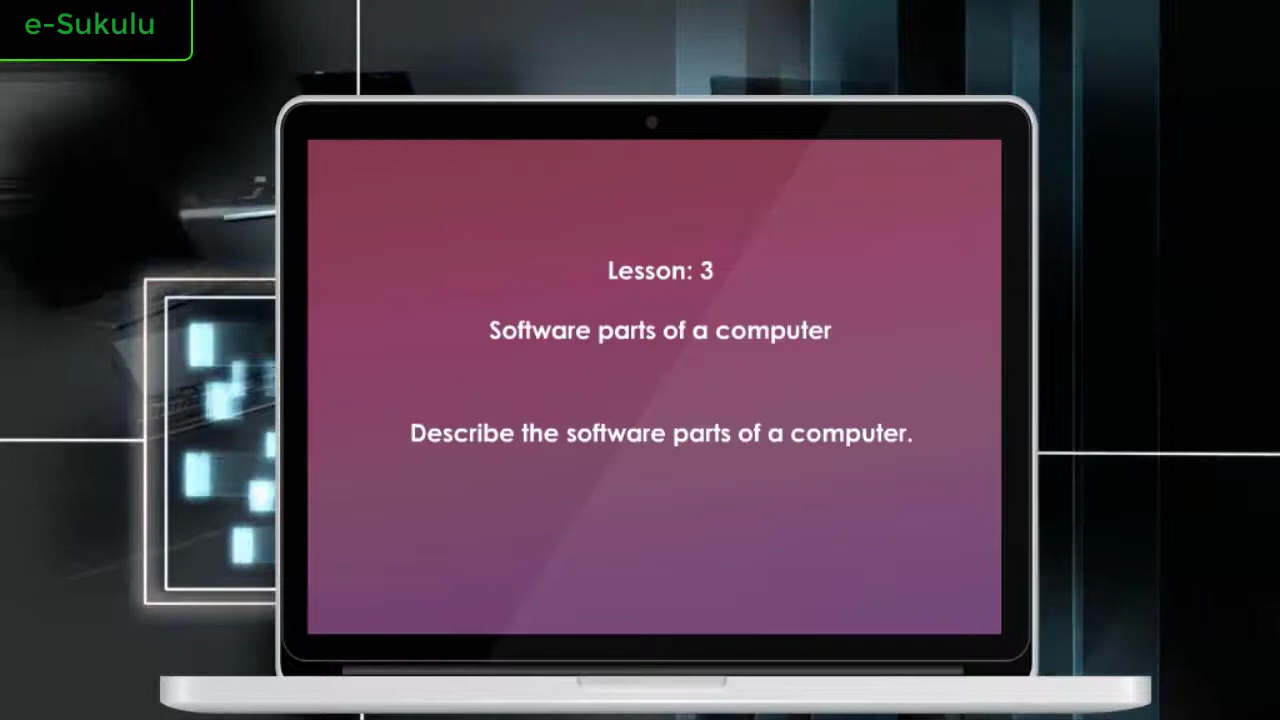 e-Sukulu
Lesson: 3
Software parts of a computer
Describe the software parts of a computer.